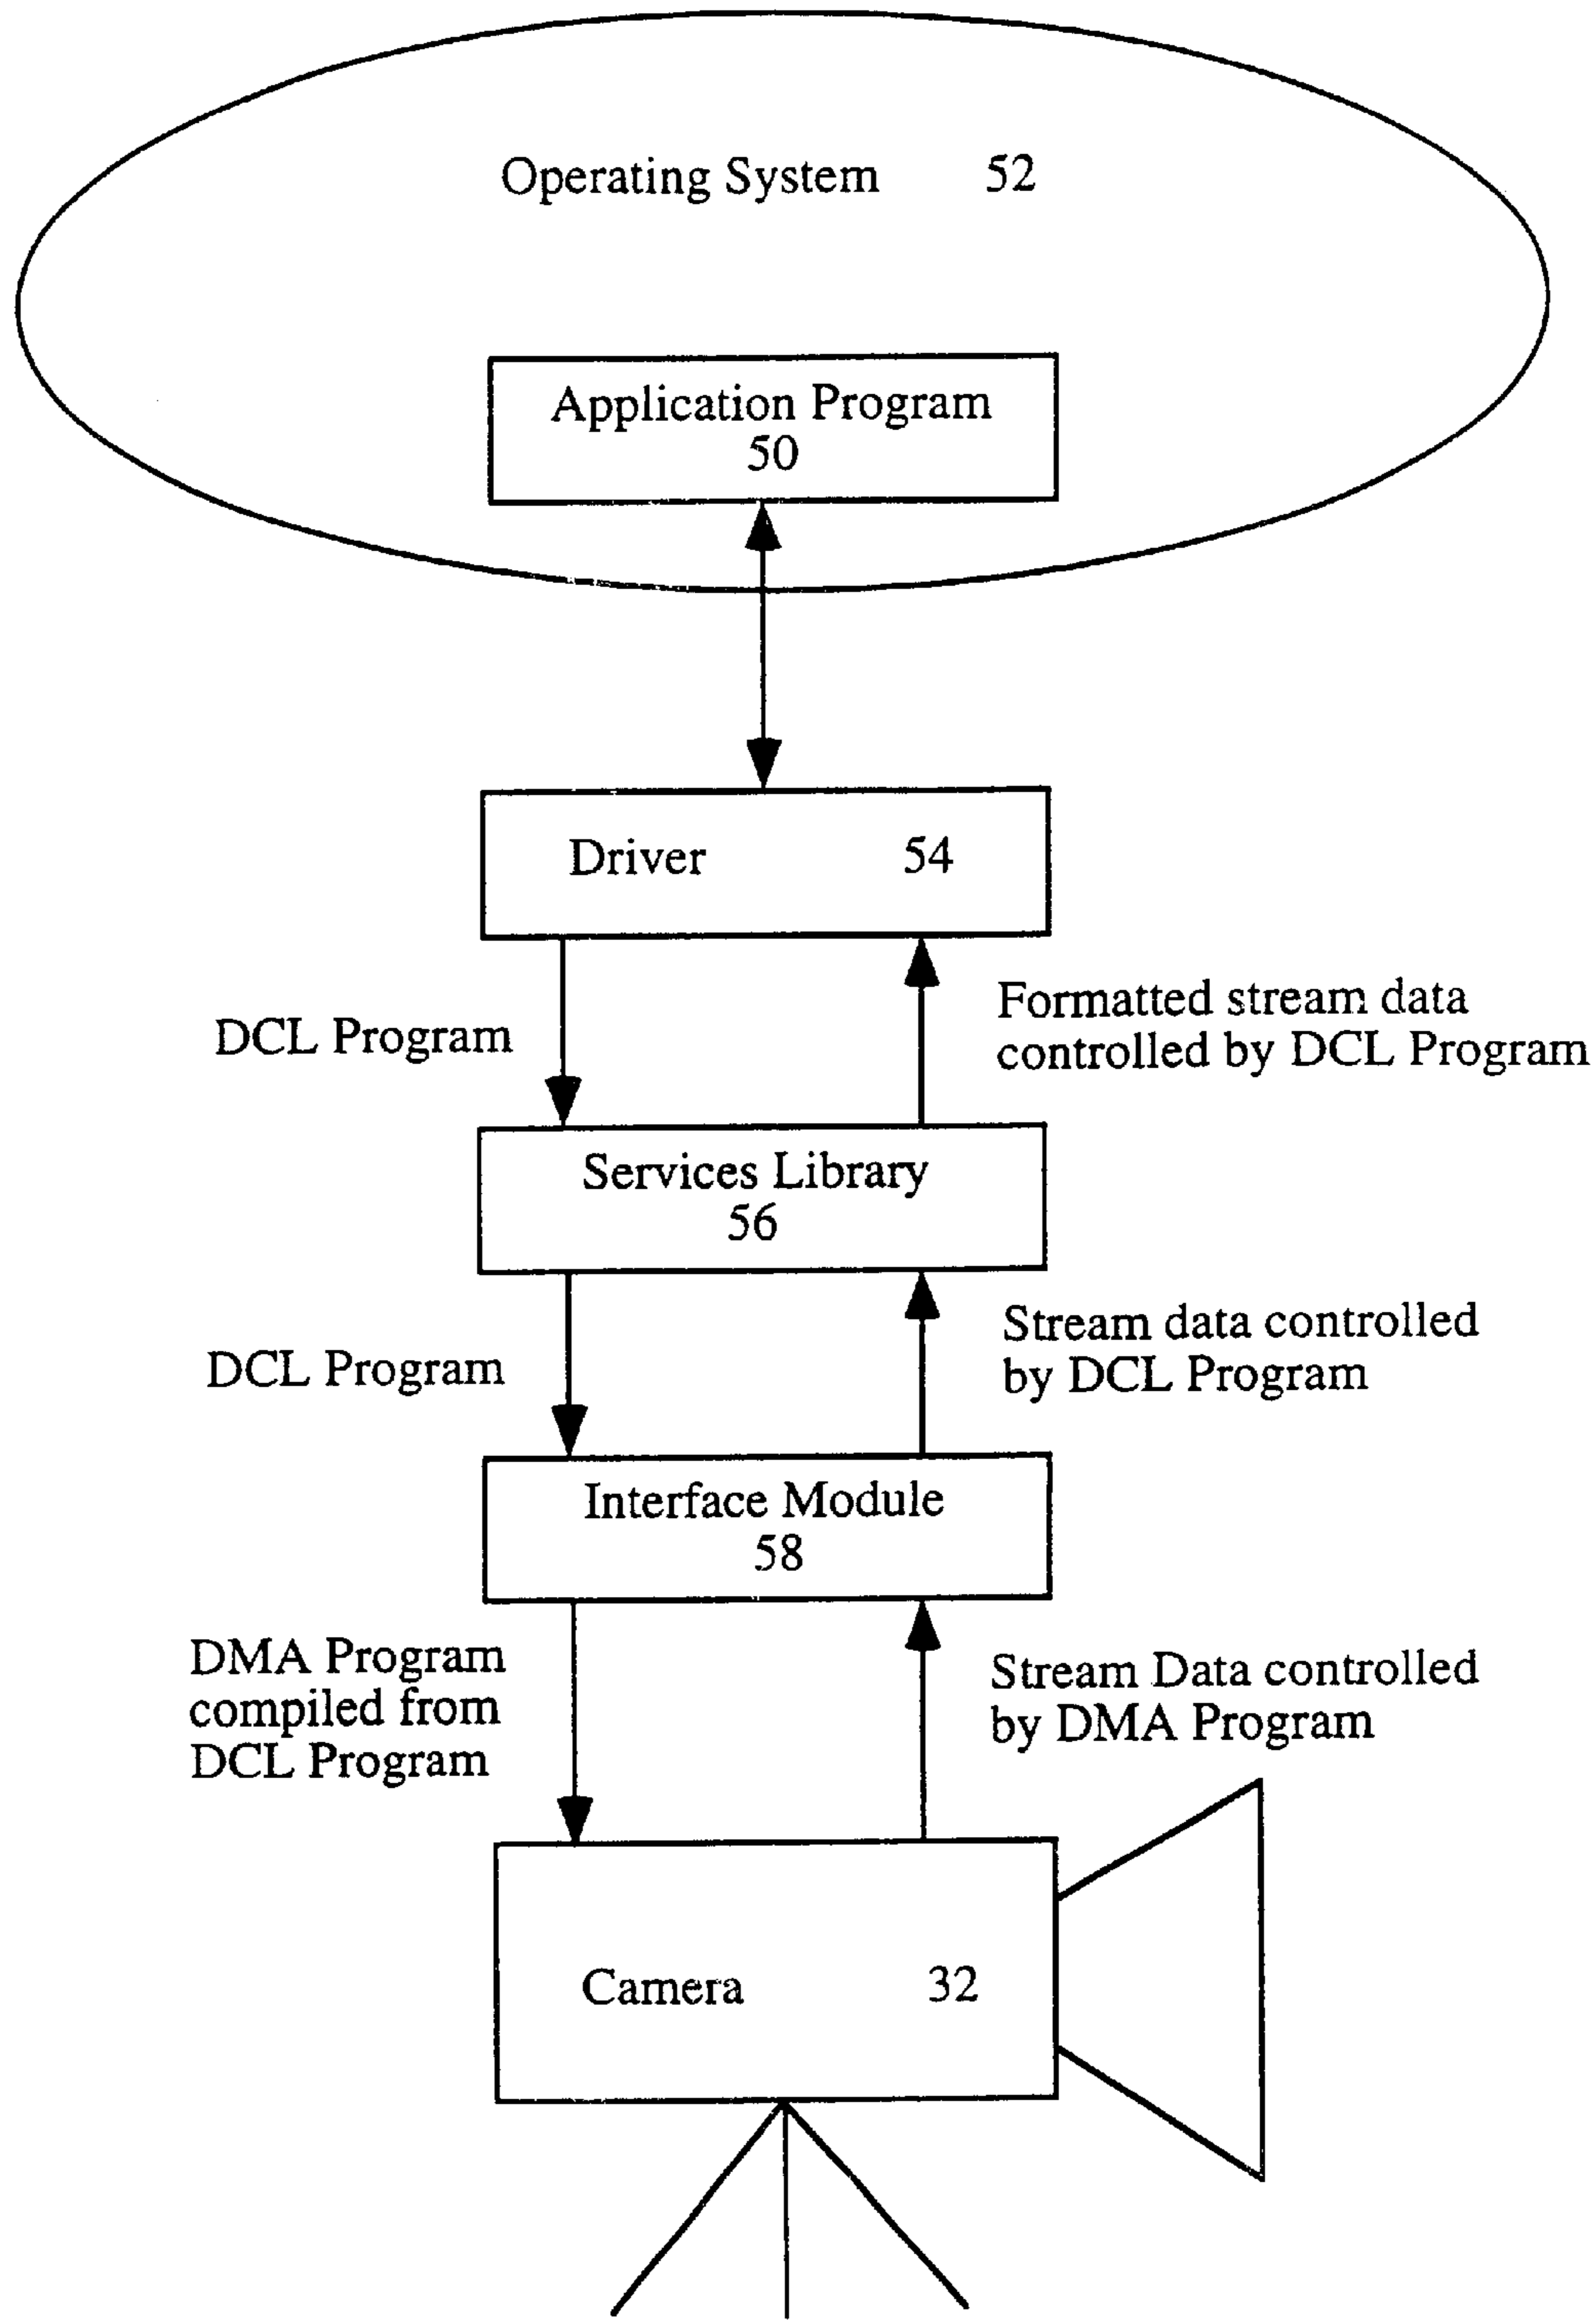 Operating System 52
Application Program
50
Driver 54
DCL Program
Formatted stream data
controlled by DCL Program
Services Library
56
DCL Program
Stream data controlled
by DCL Program
Interface Module
58
DMA Program
compiled from
DCL Program
Stream Data controlled
by DMA Program
Camera 32